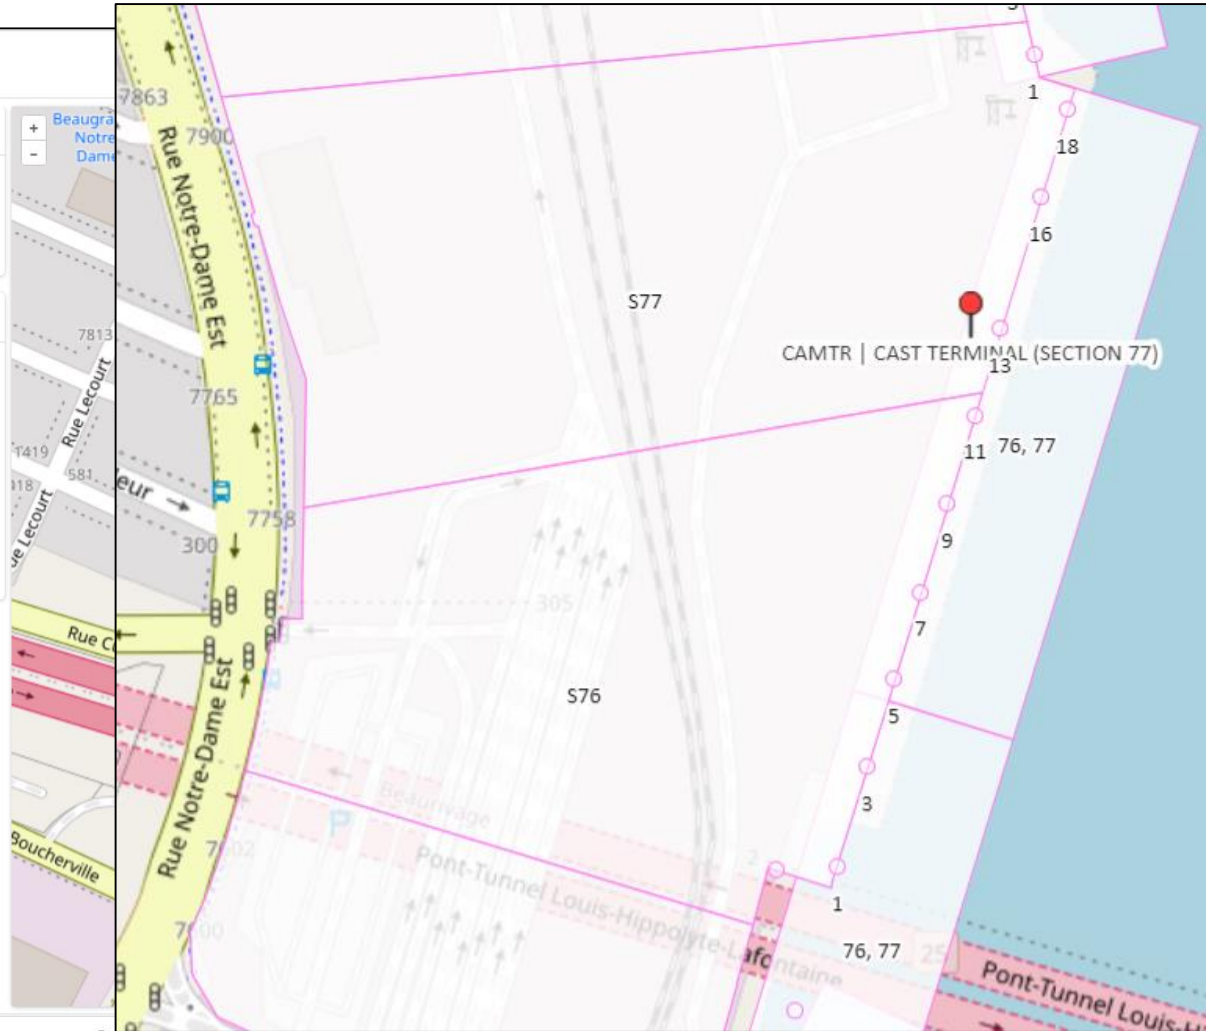 +
-
Beaugra
Notre
Dame
7863
7900
Rue Notre-Dame Est
1
18
16
S77
CAMTR | CAST TERMINAL (SECTION 77)
13
7813
Rue Lecourt
7765
11
76, 77
1419
581
eur
9
7758
300
305
7
Rue C
S76
5
Rue Notre-Dame Est
3
Beaurivage
P
7602
Pont-Tunnel Louis-Hippolyte-Lafontaine
2
1
Boucherville
76, 77
25
7600
Pont-Tunnel Louis-H